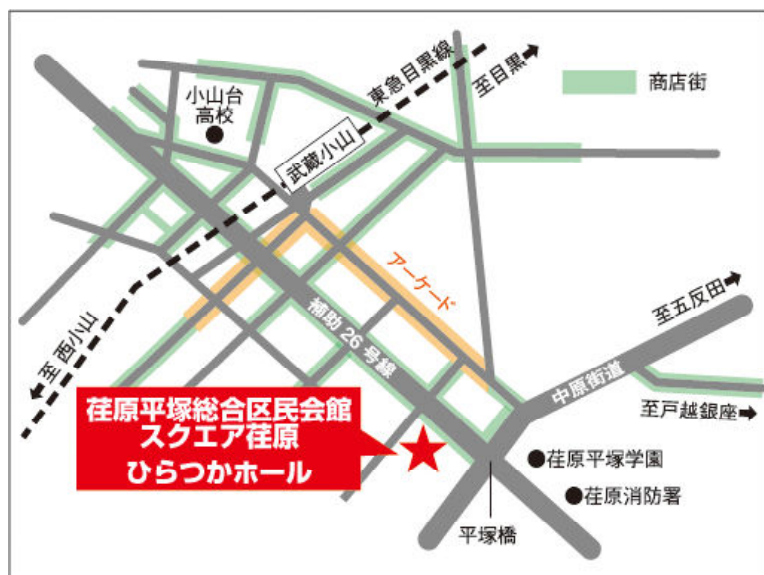 小山台
高校
東急目黒線
至目黒
商店街
武蔵小山
アーケード
補助26号線
至五反田
中原街道
至戸越銀座
至 西小山
荏原平塚総合区民会館
スクエア荏原
ひらつかホール
荏原平塚学園
荏原消防署
平塚橋